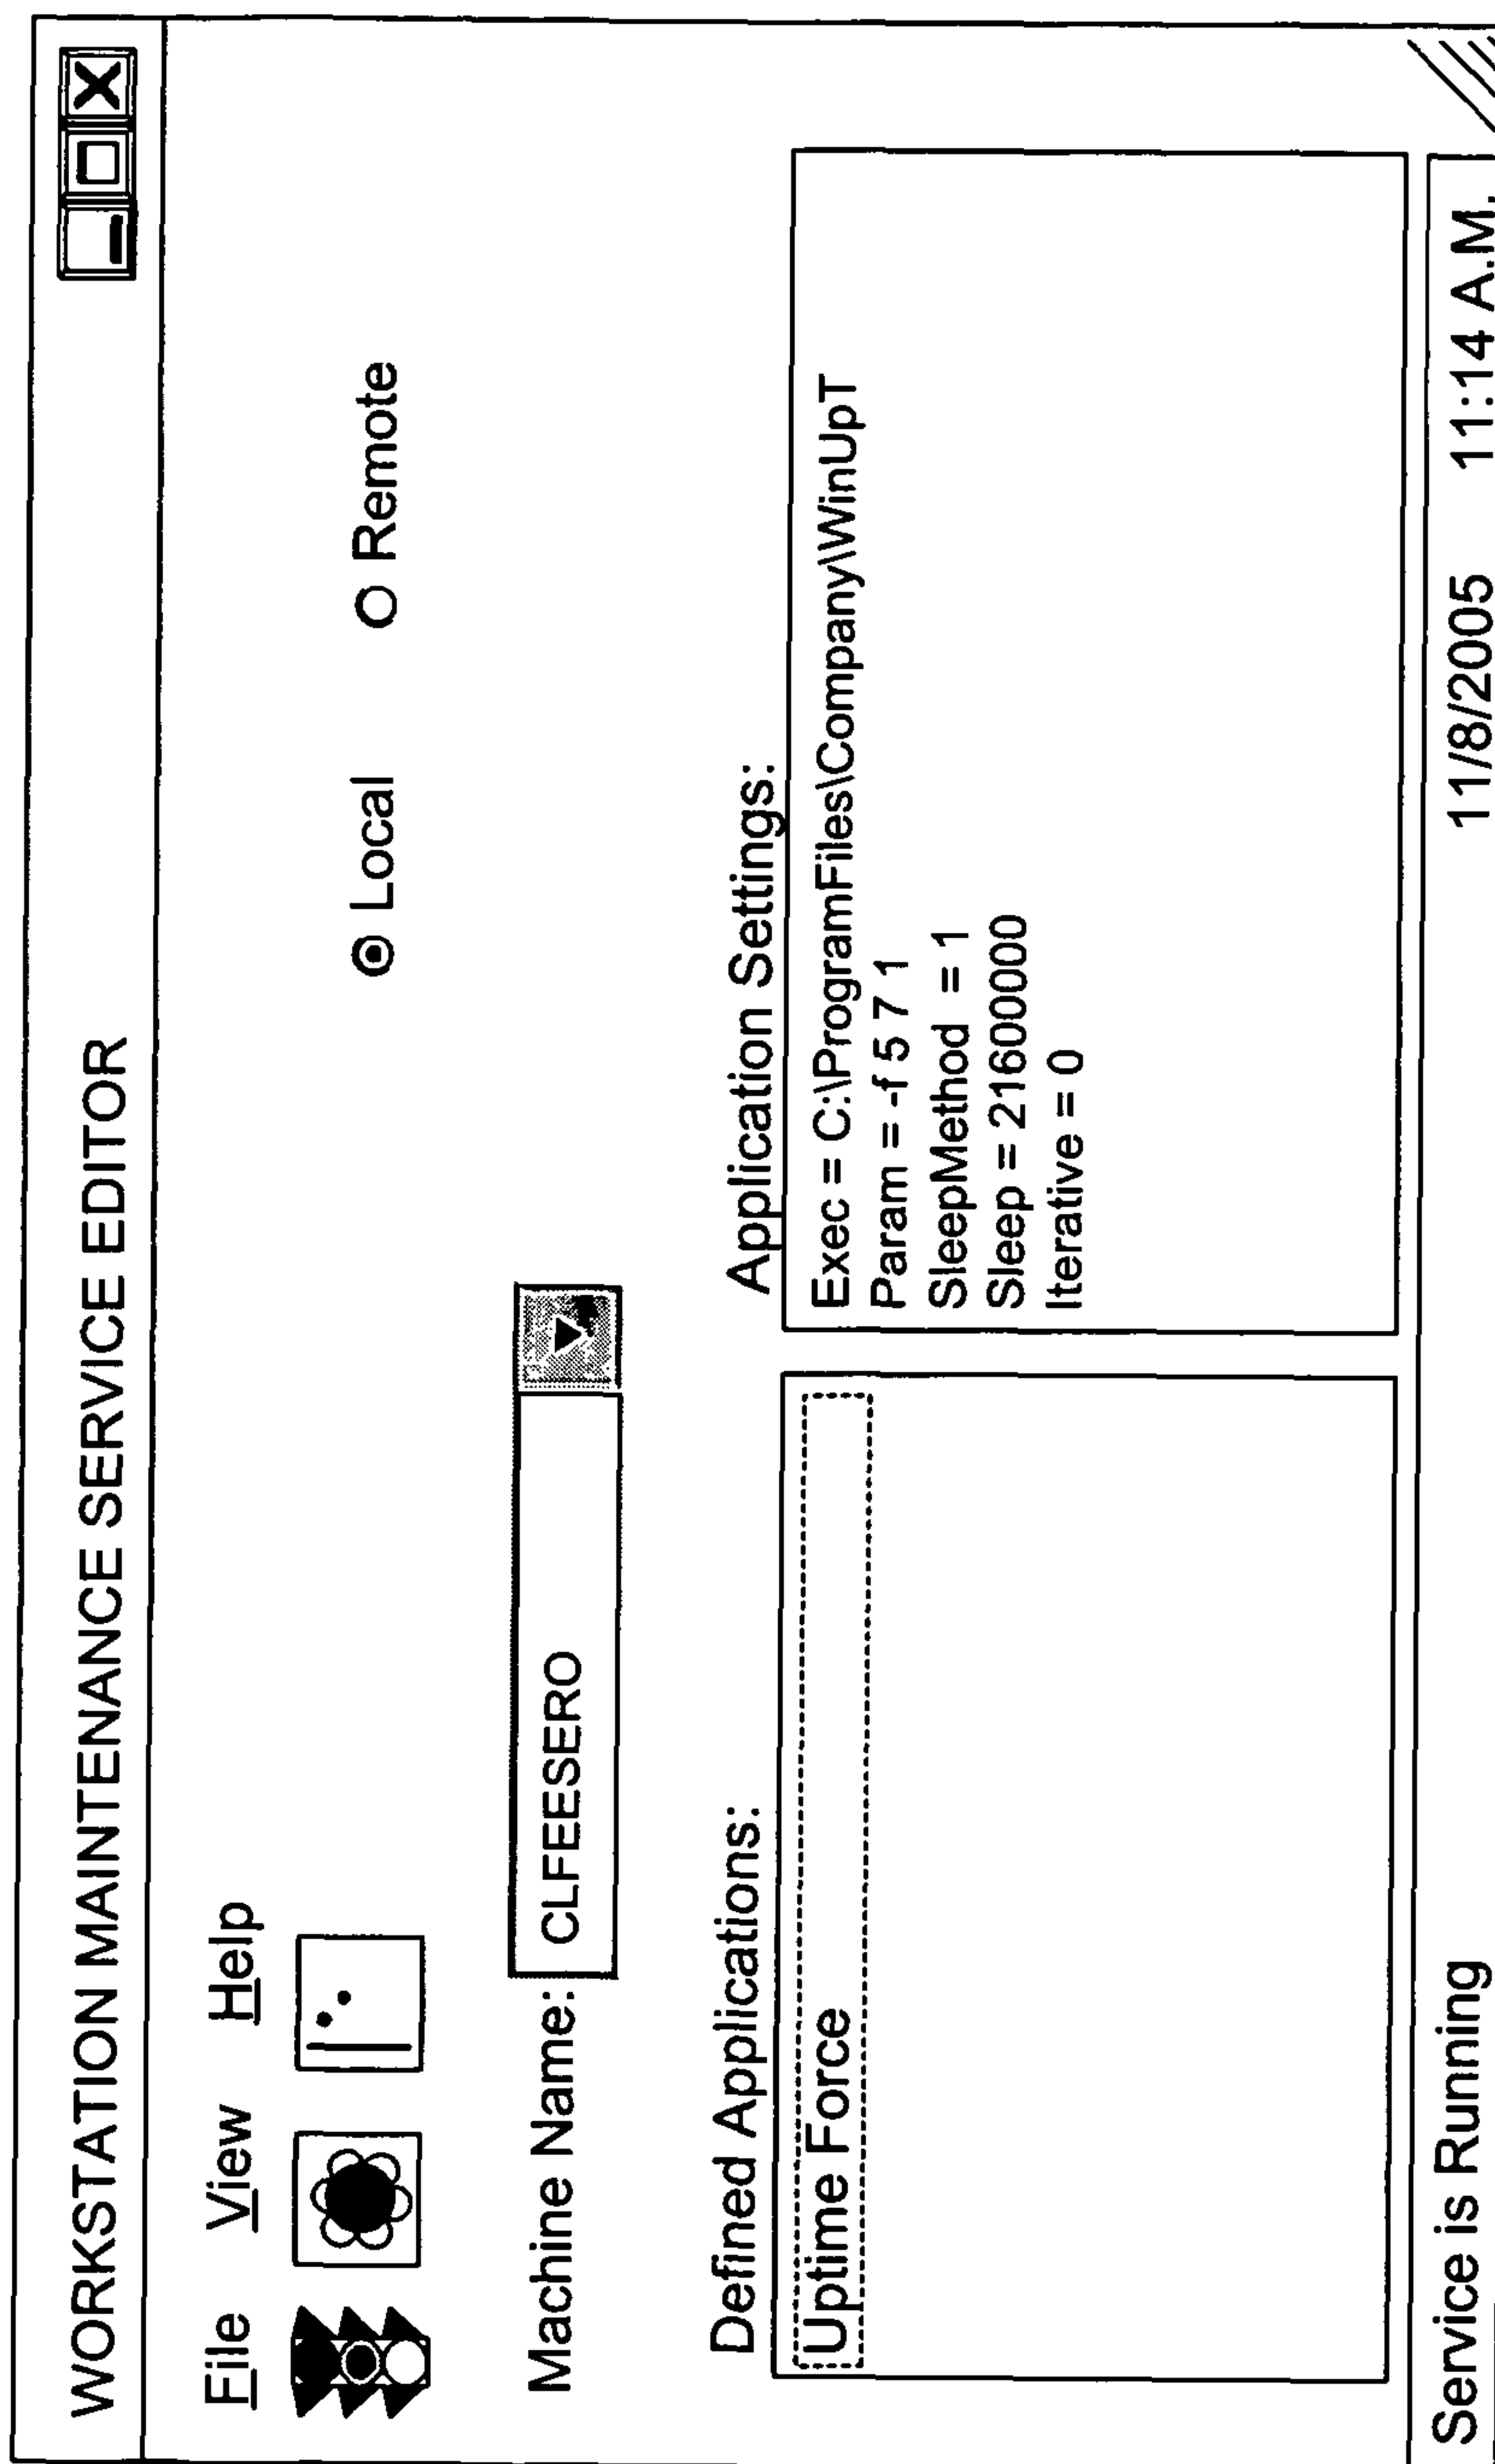 WORKSTATION MAINTENANCE SERVICE EDITOR
File View Help
Local Remote
Machine Name: CLFEESERO
Defined Applications:
Uptime Force
Application Settings:
Exec = C:\ProgramFiles\Company\WinUpT
Param = -f 5 7 1
SleepMethod = 1
Sleep = 21600000
Iterative = 0
Service is Running 11/8/2005 11:14 A.M.